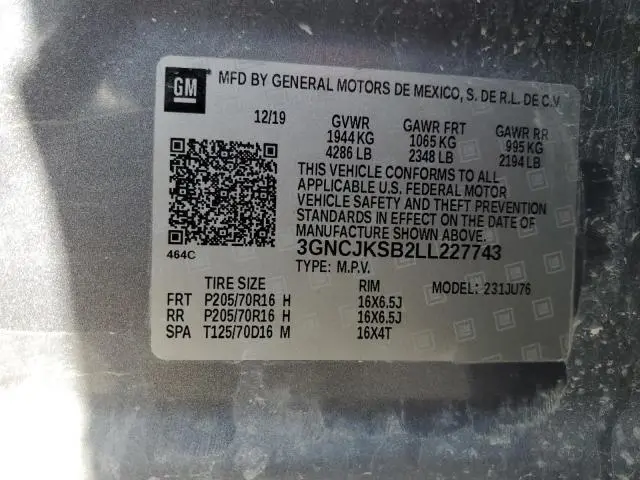 GM
MFD BY GENERAL MOTORS DE MEXICO, S. DE R.L. DE C.V.
12/19 GVWR GAWR FRT GAWR RR
1944 KG 1065 KG 995 KG
4286 LB 2348 LB 2194 LB
THIS VEHICLE CONFORMS TO ALL
APPLICABLE U.S. FEDERAL MOTOR
VEHICLE SAFETY AND THEFT PREVENTION
STANDARDS IN EFFECT ON THE DATE OF
MANUFACTURE SHOWN ABOVE.
464C 3GNCJKSB2LL227743
TYPE: M.P.V.
TIRE SIZE RIM MODEL: 231JU76
FRT P205/70R16 H 16X6.5J
RR P205/70R16 H 16X6.5J
SPA T125/70D16 M 16X4T